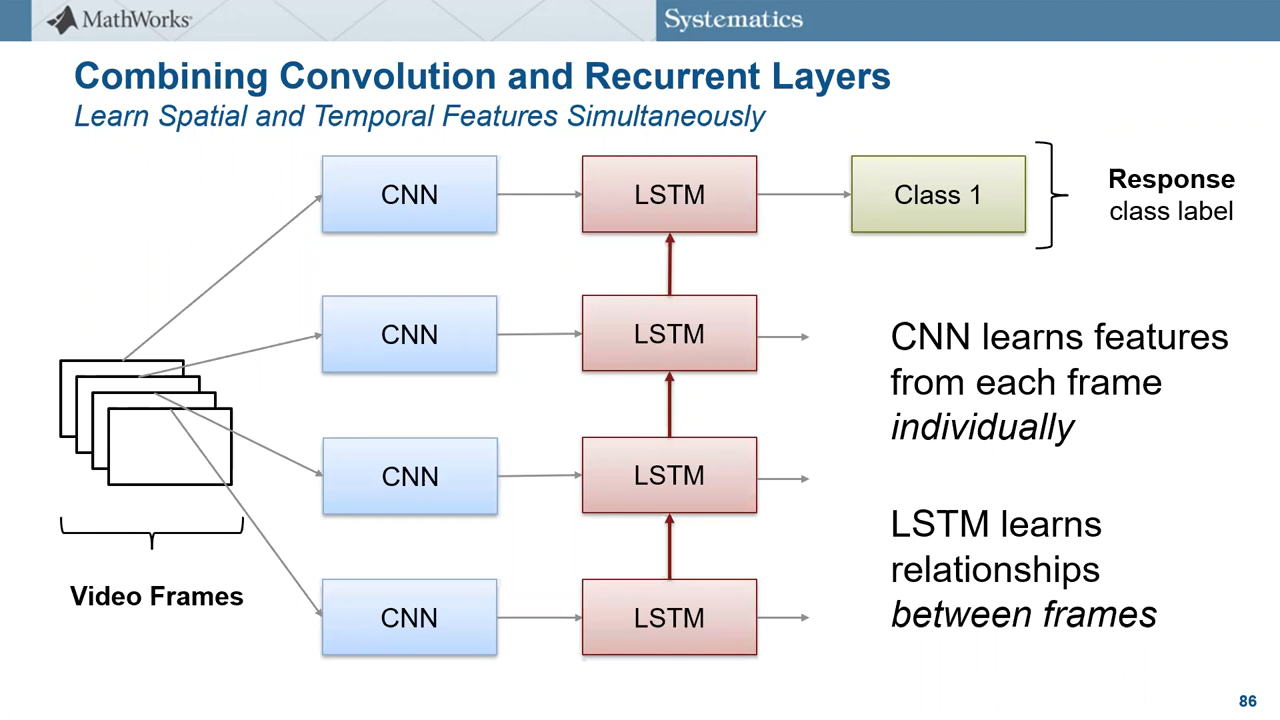 MathWorks
Systematics
Combining Convolution and Recurrent Layers
Learn Spatial and Temporal Features Simultaneously
CNN
LSTM
Class 1
Response
class label
CNN
LSTM
CNN learns features
from each frame
individually
CNN
LSTM
LSTM learns
relationships
between frames
Video Frames
CNN
LSTM
86